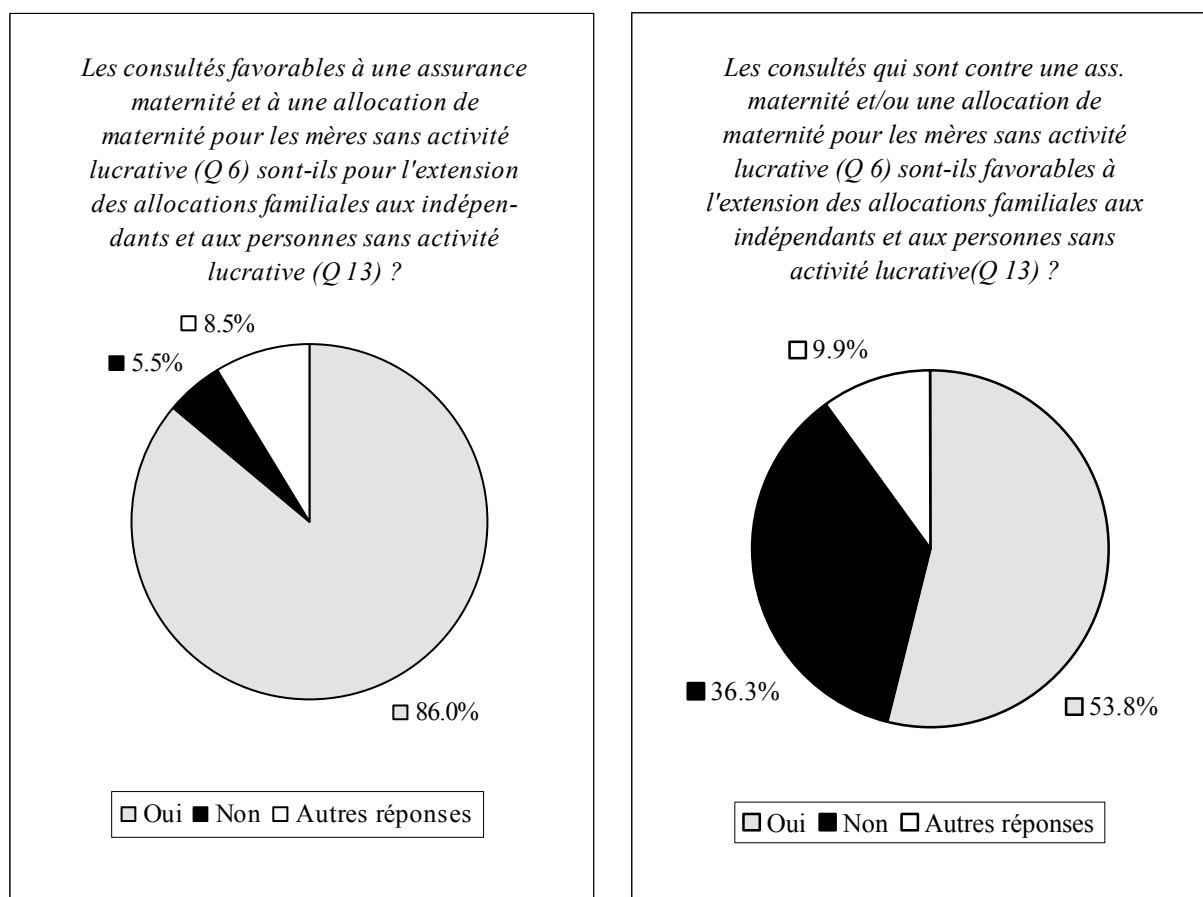 Les consultés favorables à une assurance
maternité et à une allocation de
maternité pour les mères sans activité
lucrative (Q 6) sont-ils pour l'extension
des allocations familiales aux indépen-
dants et aux personnes sans activité
lucrative (Q 13) ?
8.5%
5.5%
86.0%
Oui Non Autres réponses
Les consultés qui sont contre une ass.
maternité et/ou une allocation de
maternité pour les mères sans activité
lucrative (Q 6) sont-ils favorables à
l'extension des allocations familiales aux
indépendants et aux personnes sans
activité lucrative(Q 13) ?
9.9%
36.3%
53.8%
Oui Non Autres réponses